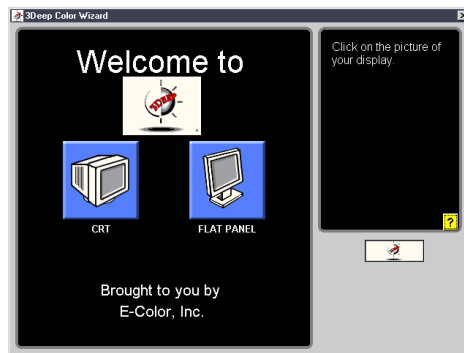 3Deep Color Wizard
Welcome to
3DEEP
CRT
FLAT PANEL
Brought to you by
E-Color, Inc.
Click on the picture of
your display.
?